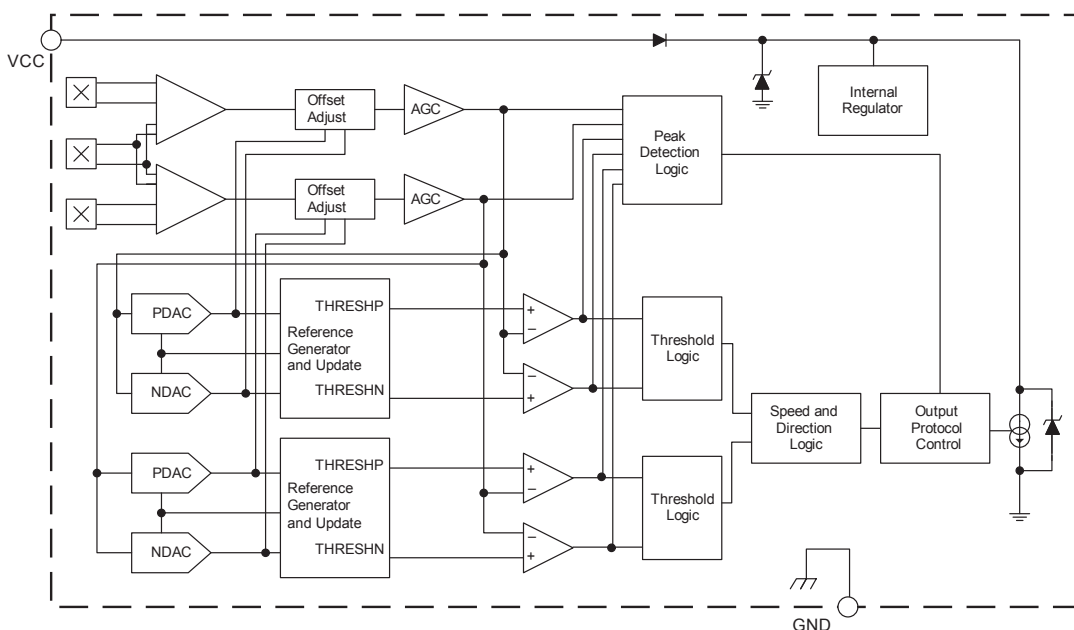 VCC
Internal
Regulator
Offset
Adjust
AGC
Peak
Detection
Logic
Offset
Adjust
AGC
PDAC
NDAC
THRESHP
Reference
Generator
and Update
THRESHN
+
−
−
+
Threshold
Logic
Speed and
Direction
Logic
Output
Protocol
Control
PDAC
NDAC
THRESHP
Reference
Generator
and Update
THRESHN
+
−
−
+
Threshold
Logic
GND